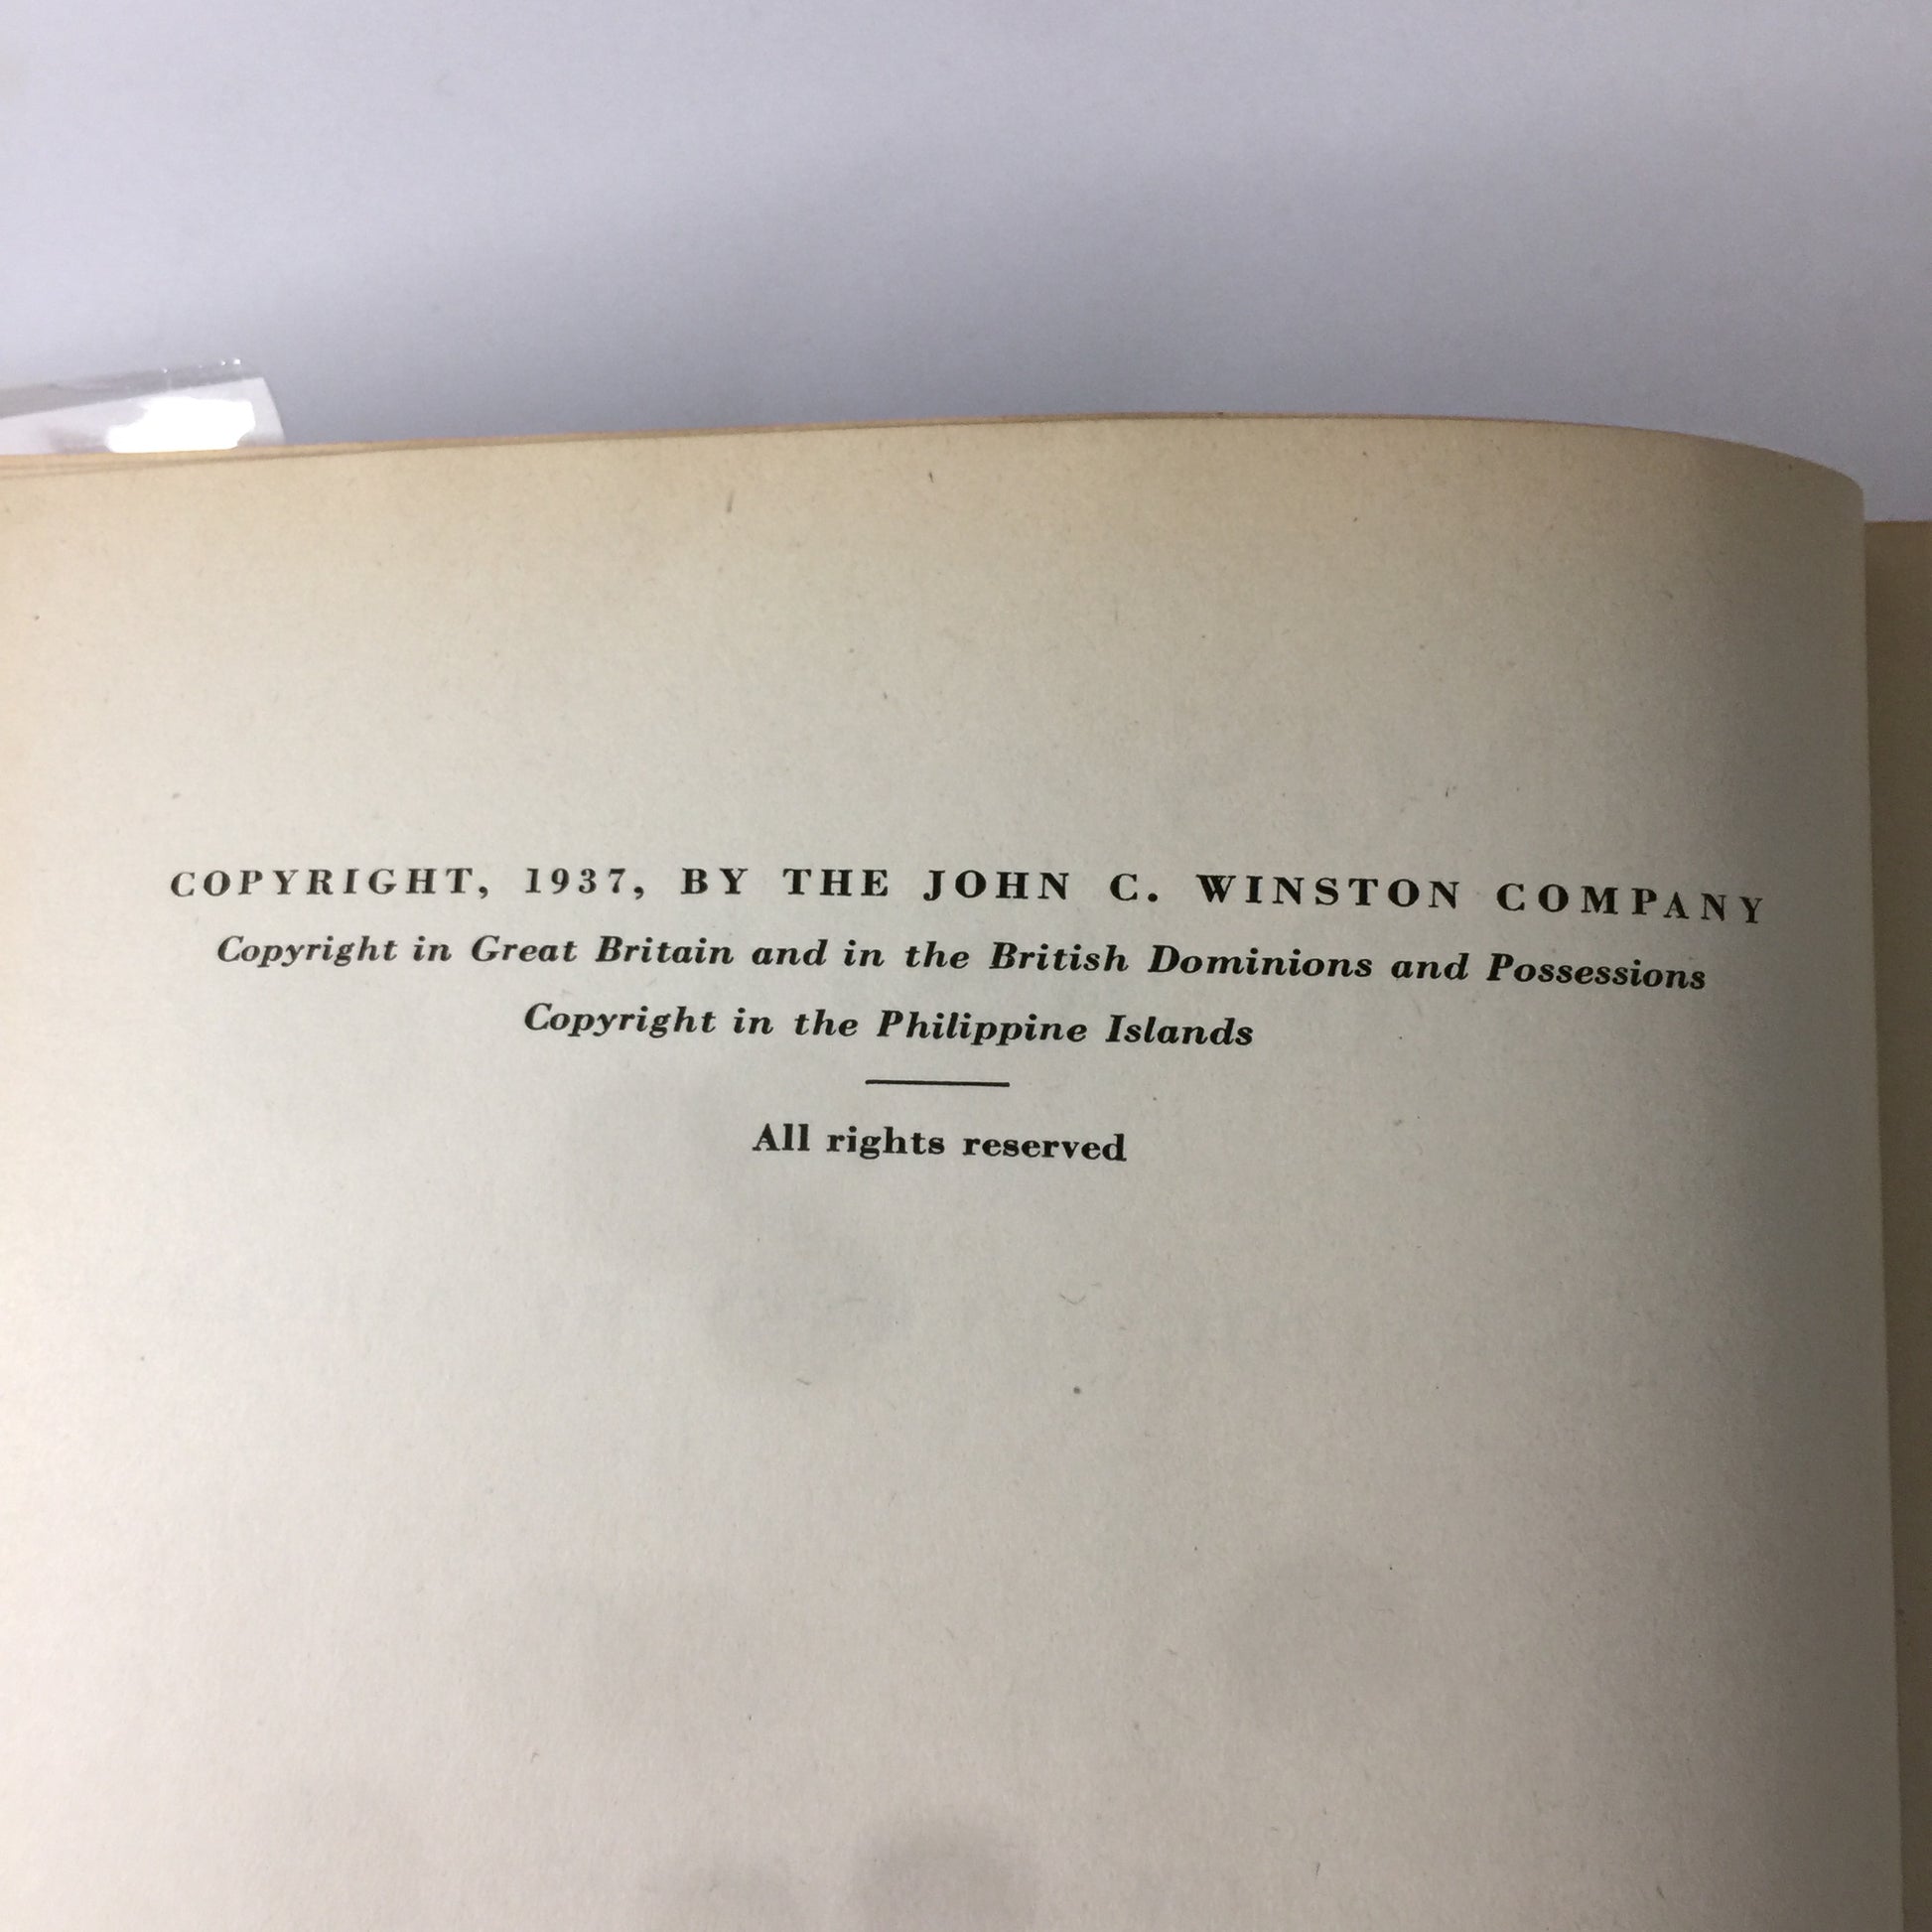 COPYRIGHT, 1937, BY THE JOHN C. WINSTON COMPANY
Copyright in Great Britain and in the British Dominions and Possessions
Copyright in the Philippine Islands
All rights reserved